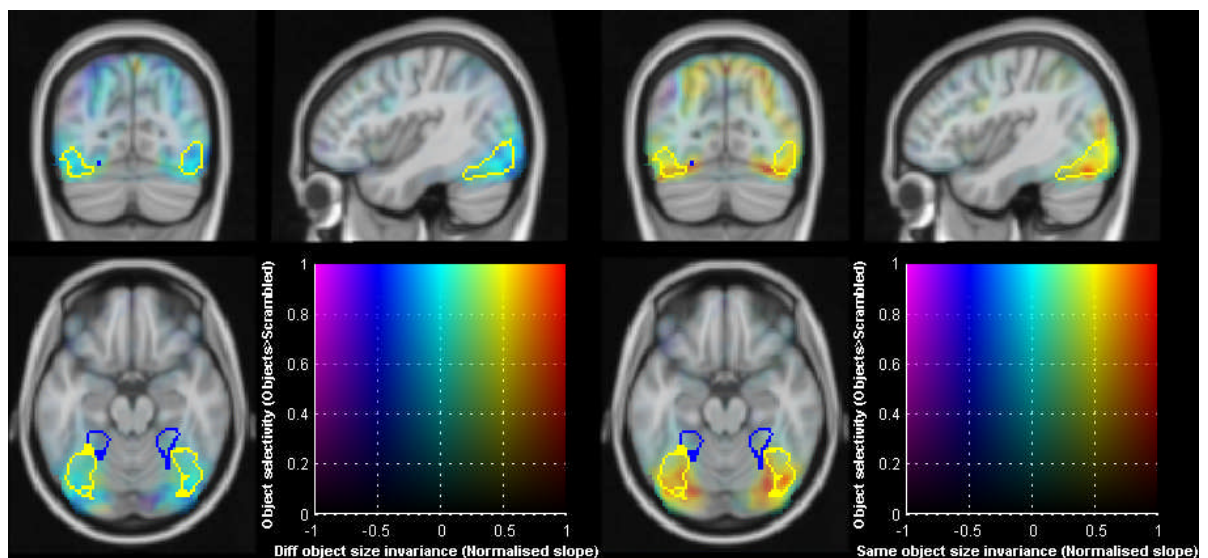 Object selectivity (Objects>Scrambled)
1
0.8
0.6
0.4
0.2
0
-1 -0.5 0 0.5 1
Diff object size invariance (Normalised slope)
Object selectivity (Objects>Scrambled)
1
0.8
0.6
0.4
0.2
0
-1 -0.5 0 0.5 1
Same object size invariance (Normalised slope)